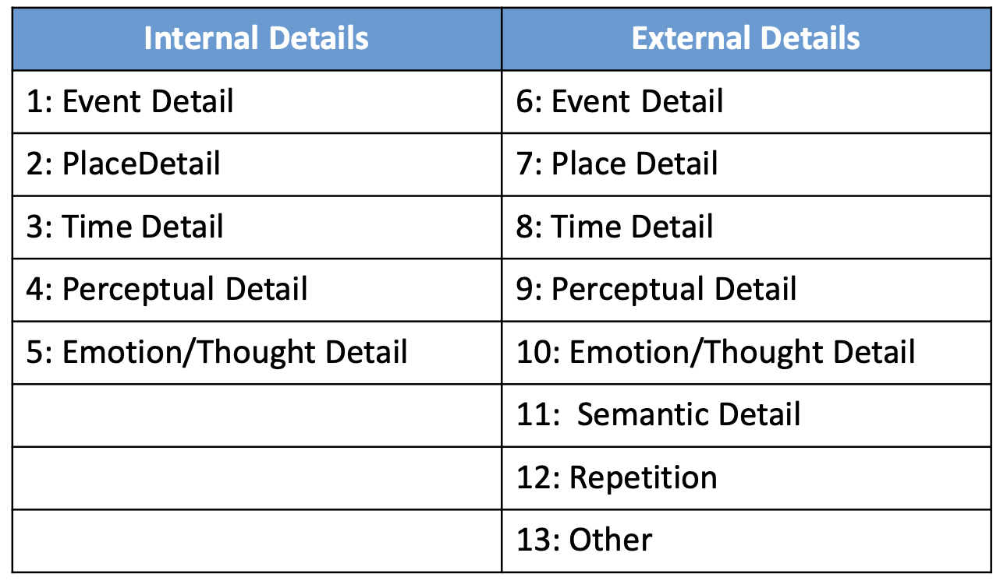 Internal Details
External Details
1: Event Detail
6: Event Detail
2: PlaceDetail
7: Place Detail
3: Time Detail
8: Time Detail
4: Perceptual Detail
9: Perceptual Detail
5: Emotion/Thought Detail
10: Emotion/Thought Detail
11:  Semantic Detail
12: Repetition
13: Other